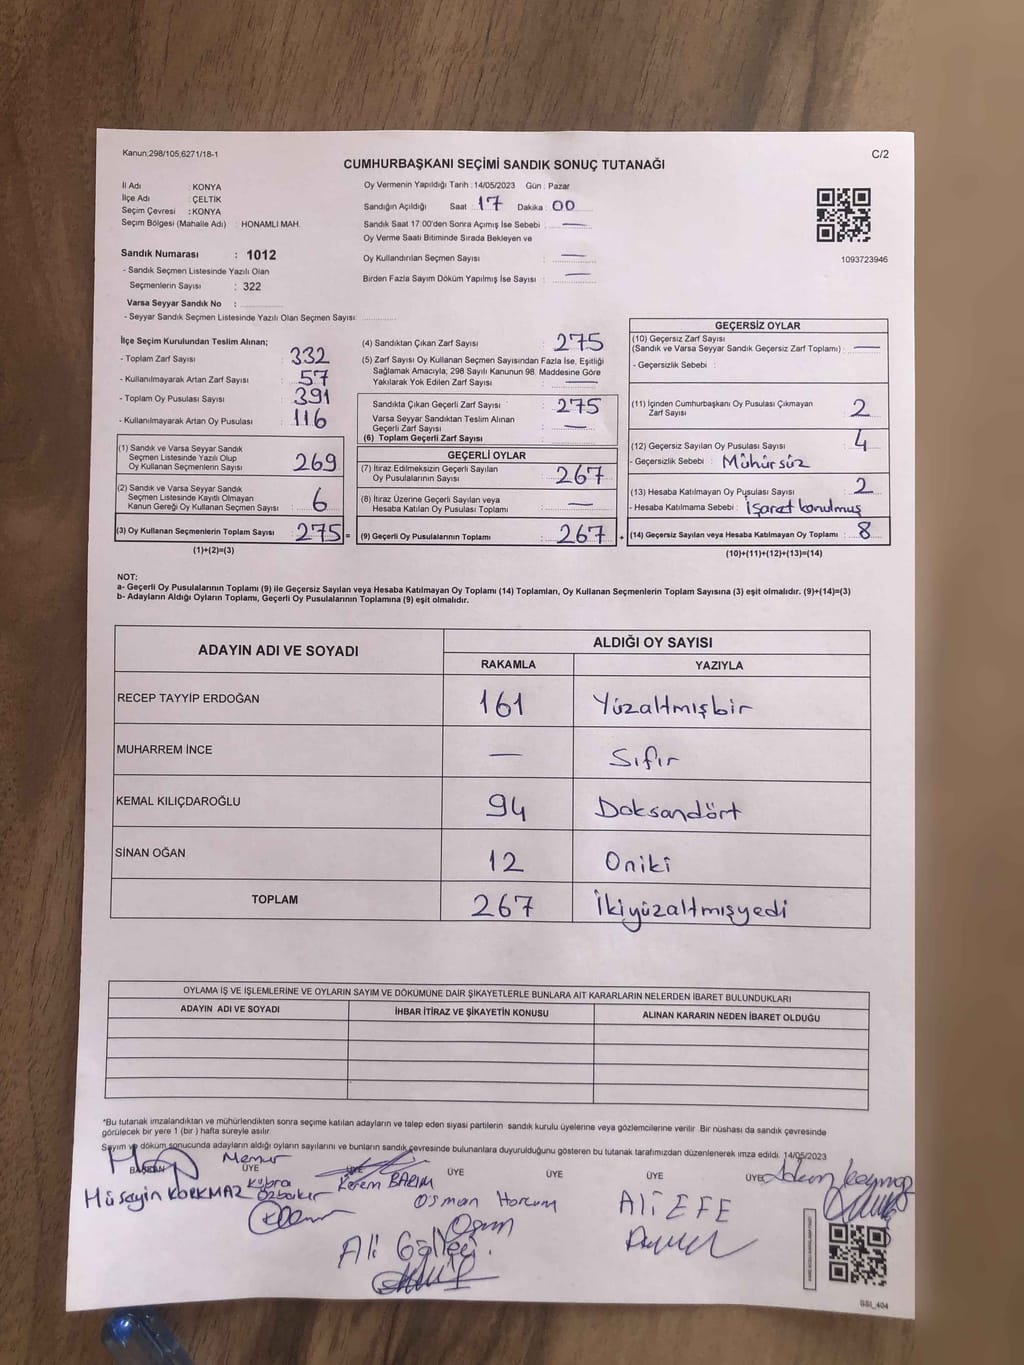 Kanun:298/105;6271/18-1
C/2
CUMHURBAŞKANI SEÇİMİ SANDIK SONUÇ TUTANAĞI
İl Adı : KONYA
İlçe Adı : ÇELTİK
Seçim Çevresi : KONYA
Seçim Bölgesi (Mahalle Adı) : HONAMLI MAH.
Sandık Numarası : 1012
- Sandık Seçmen Listesinde Yazılı Olan
Seçmenlerin Sayısı : 322
Varsa Seyyar Sandık No :
- Seyyar Sandık Seçmen Listesinde Yazılı Olan Seçmen Sayısı:
Oy Vermenin Yapıldığı Tarih : 14/05/2023 Gün : Pazar
Sandığın Açıldığı Saat : 17 Dakika : 00
Sandık Saat 17:00'den Sonra Açımış İse Sebebi : —
Oy Verme Saati Bitiminde Sırada Bekleyen ve
Oy Kullandırılan Seçmen Sayısı : —
Birden Fazla Sayım Döküm Yapılmış İse Sayısı : —
1093723946
İlçe Seçim Kurulundan Teslim Alınan;
- Toplam Zarf Sayısı : 332
- Kullanılmayarak Artan Zarf Sayısı : 57
- Toplam Oy Pusulası Sayısı : 391
- Kullanılmayarak Artan Oy Pusulası : 116
(1) Sandık ve Varsa Seyyar Sandık
Seçmen Listesinde Yazılı Olup
Oy Kullanan Seçmenlerin Sayısı : 269
(2) Sandık ve Varsa Seyyar Sandık
Seçmen Listesinde Kayıtlı Olmayan
Kanun Gereği Oy Kullanan Seçmen Sayısı : 6
(3) Oy Kullanan Seçmenlerin Toplam Sayısı : 275 =
(1)+(2)=(3)
(4) Sandıktan Çıkan Zarf Sayısı : 275
(5) Zarf Sayısı Oy Kullanan Seçmen Sayısından Fazla İse, Eşitliği
Sağlamak Amacıyla; 298 Sayılı Kanunun 98. Maddesine Göre
Yakılarak Yok Edilen Zarf Sayısı : —
Sandıkta Çıkan Geçerli Zarf Sayısı : 275
Varsa Seyyar Sandıktan Teslim Alınan
Geçerli Zarf Sayısı : —
(6) Toplam Geçerli Zarf Sayısı :
GEÇERLİ OYLAR
(7) İtiraz Edilmeksizin Geçerli Sayılan
Oy Pusulalarının Sayısı : 267
(8) İtiraz Üzerine Geçerli Sayılan veya
Hesaba Katılan Oy Pusulası Toplamı : —
(9) Geçerli Oy Pusulalarının Toplamı : 267 +
GEÇERSİZ OYLAR
(10) Geçersiz Zarf Sayısı
(Sandık ve Varsa Seyyar Sandık Geçersiz Zarf Toplamı) : —
- Geçersizlik Sebebi :
(11) İçinden Cumhurbaşkanı Oy Pusulası Çıkmayan
Zarf Sayısı : 2
(12) Geçersiz Sayılan Oy Pusulası Sayısı : 4
- Geçersizlik Sebebi : Mühürsüz
(13) Hesaba Katılmayan Oy Pusulası Sayısı : 2
- Hesaba Katılmama Sebebi : İşaret konulmuş
(14) Geçersiz Sayılan veya Hesaba Katılmayan Oy Toplamı : 8
(10)+(11)+(12)+(13)=(14)
NOT:
a- Geçerli Oy Pusulalarının Toplamı (9) ile Geçersiz Sayılan veya Hesaba Katılmayan Oy Toplamı (14) Toplamları, Oy Kullanan Seçmenlerin Toplam Sayısına (3) eşit olmalıdır. (9)+(14)=(3)
b- Adayların Aldığı Oyların Toplamı, Geçerli Oy Pusulalarının Toplamına (9) eşit olmalıdır.
ADAYIN ADI VE SOYADI
ALDIĞI OY SAYISI
RAKAMLA YAZIYLA
RECEP TAYYİP ERDOĞAN 161 Yüzaltmışbir
MUHARREM İNCE — Sıfır
KEMAL KILIÇDAROĞLU 94 Doksandört
SİNAN OĞAN 12 Oniki
TOPLAM 267 İkiyüzaltmışyedi
OYLAMA İŞ VE İŞLEMLERİNE VE OYLARIN SAYIM VE DÖKÜMÜNE DAİR ŞİKAYETLERLE BUNLARA AİT KARARLARIN NELERDEN İBARET BULUNDUKLARI
ADAYIN ADI VE SOYADI İHBAR İTİRAZ VE ŞİKAYETİN KONUSU ALINAN KARARIN NEDEN İBARET OLDUĞU
*Bu tutanak imzalandıktan ve mühürlendikten sonra seçime katılan adayların ve talep eden siyasi partilerin sandık kurulu üyelerine veya gözlemcilerine verilir. Bir nüshası da sandık çevresinde
görülecek bir yere 1 (bir ) hafta süreyle asılır.
Sayım ve döküm sonucunda adayların aldığı oyların sayılarını ve bunların sandık çevresinde bulunanlara duyurulduğunu gösteren bu tutanak tarafımızdan düzenlenerek imza edildi. 14/05/2023
BAŞKAN
Memur
ÜYE ÜYE ÜYE ÜYE ÜYE ÜYE
Hüseyin KORKMAZ
Kübra
Özbakır
Kerem BARIM
Osman Horcum
Ali EFE
Ali
SSI_404